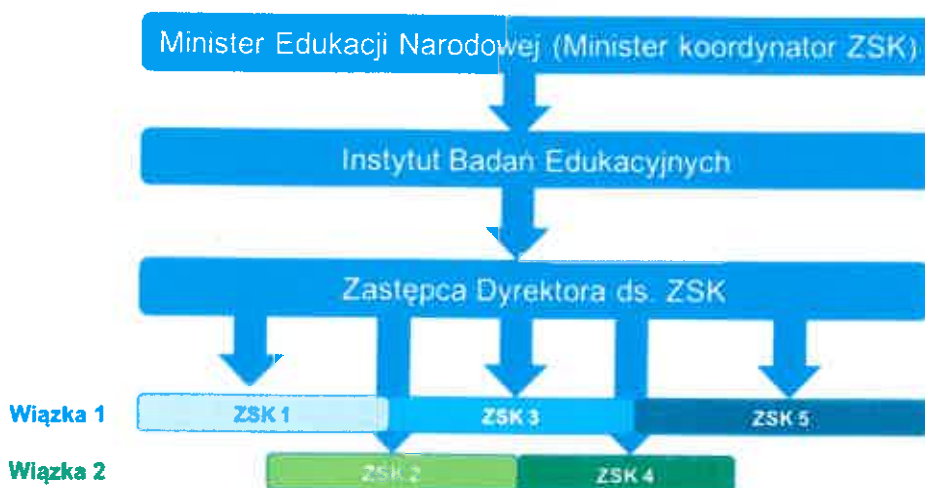 Minister Edukacji Narodowej (Minister koordynator ZSK)
Instytut Badań Edukacyjnych
Zastępca Dyrektora ds. ZSK
Wiązka 1
ZSK 1
ZSK 3
ZSK 5
Wiązka 2
ZSK 2
ZSK 4